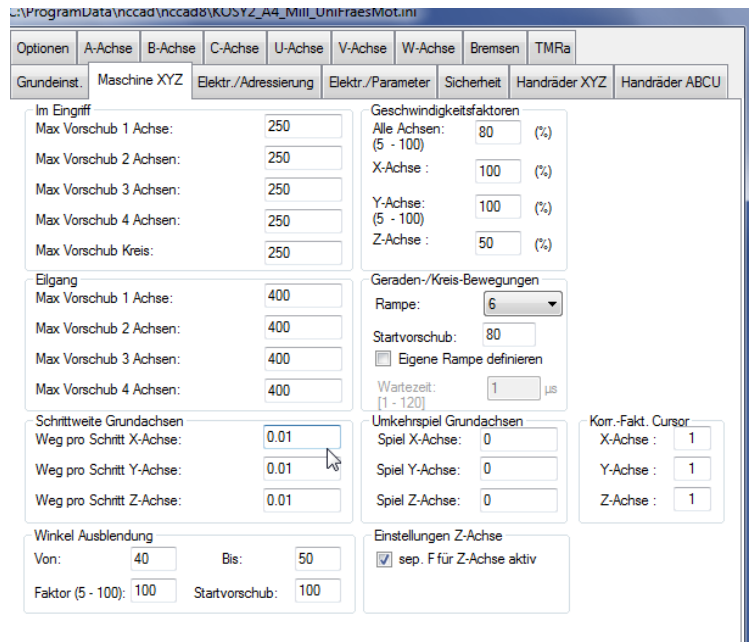 C:\ProgramData\nccad\nccad8\KOSY2_A4_Mill_UniFraesMot.ini
Optionen A-Achse B-Achse C-Achse U-Achse V-Achse W-Achse Bremsen TMRa
Grundeinst. Maschine XYZ Elektr./Adressierung Elektr./Parameter Sicherheit Handräder XYZ Handräder ABCU
Im Eingriff
Max Vorschub 1 Achse: 250
Max Vorschub 2 Achsen: 250
Max Vorschub 3 Achsen: 250
Max Vorschub 4 Achsen: 250
Max Vorschub Kreis: 250
Geschwindigkeitsfaktoren
Alle Achsen: 80 (%)
(5 - 100)
X-Achse : 100 (%)
Y-Achse: 100 (%)
(5 - 100)
Z-Achse : 50 (%)
Eilgang
Max Vorschub 1 Achse: 400
Max Vorschub 2 Achsen: 400
Max Vorschub 3 Achsen: 400
Max Vorschub 4 Achsen: 400
Geraden-/Kreis-Bewegungen
Rampe: 6
Startvorschub: 80
Eigene Rampe definieren
Wartezeit: 1 µs
[1 - 120]
Schrittweite Grundachsen
Weg pro Schritt X-Achse: 0.01
Weg pro Schritt Y-Achse: 0.01
Weg pro Schritt Z-Achse: 0.01
Umkehrspiel Grundachsen
Spiel X-Achse: 0
Spiel Y-Achse: 0
Spiel Z-Achse: 0
Korr.-Fakt. Cursor
X-Achse : 1
Y-Achse : 1
Z-Achse : 1
Winkel Ausblendung
Von: 40 Bis: 50
Faktor (5 - 100): 100 Startvorschub: 100
Einstellungen Z-Achse
sep. F für Z-Achse aktiv